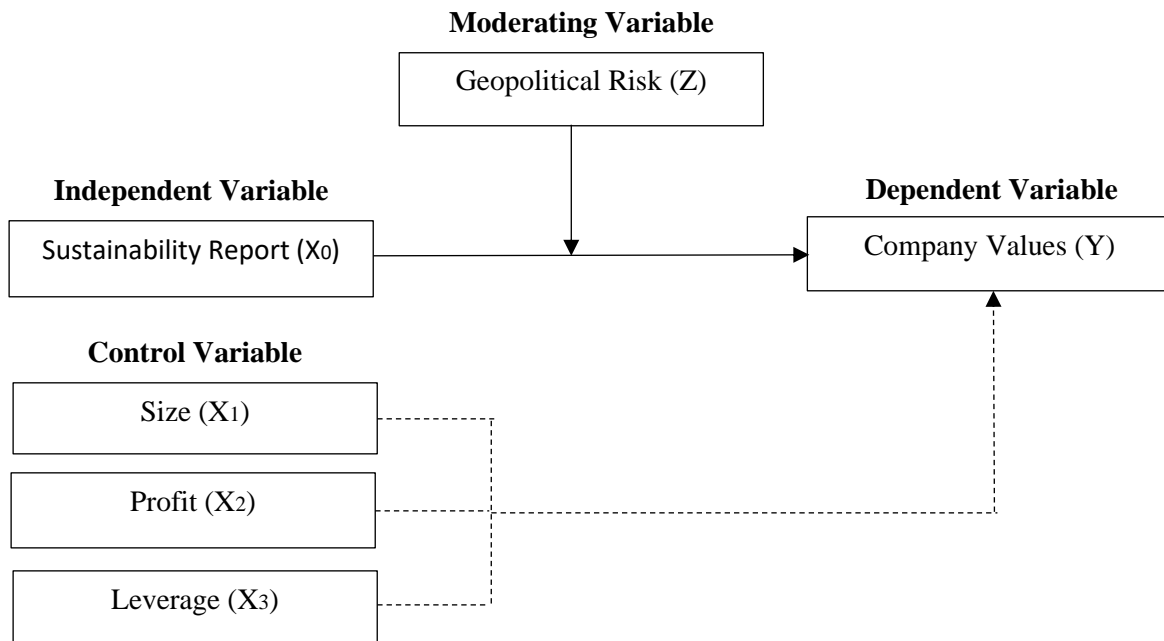 Moderating Variable
Geopolitical Risk (Z)
Independent Variable
Dependent Variable
Sustainability Report (X0)
Company Values (Y)
Control Variable
Size (X1)
Profit (X2)
Leverage (X3)